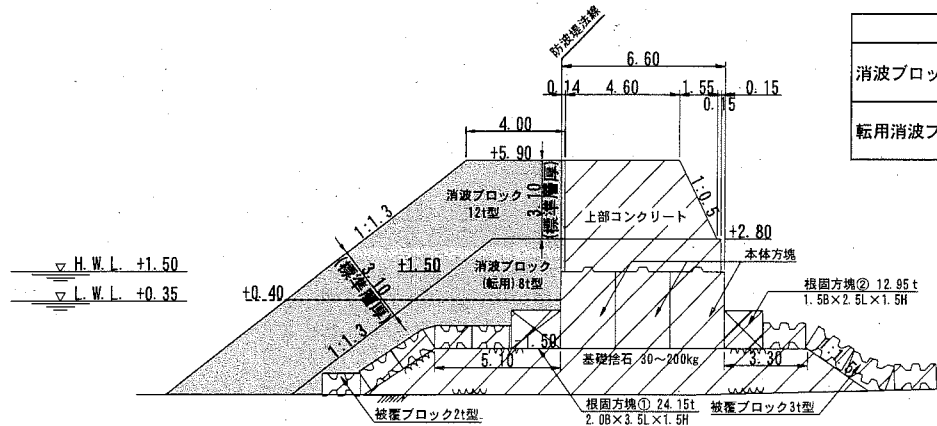 防波堤法線
6.60
0.14 4.60 1.55 0.15
0.15
4.00
消波ブロッ
転用消波ブ
+5.90
消波ブロック
12t型
3.10
(標準層厚)
上部コンクリート
1:0.5
1:1.3
+2.80
3.10
(標準層厚)
+1.50
消波ブロック
(転用)8t型
本体方塊
H.W.L. +1.50
L.W.L. +0.35
+0.40
根固方塊② 12.95t
1.5B×2.5L×1.5H
1:1.3
.50
5.10
基礎捨石 30～200kg
3.30
被覆ブロック2t型
根固方塊① 24.15t
2.0B×3.5L×1.5H
被覆ブロック3t型